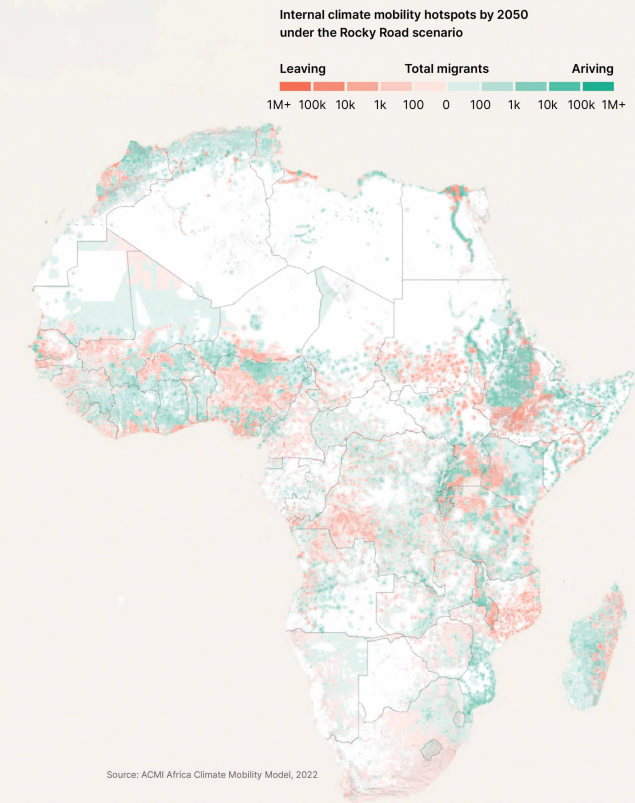 Internal climate mobility hotspots by 2050
under the Rocky Road scenario
Leaving Total migrants Ariving
1M+ 100k 10k 1k 100 0 100 1k 10k 100k 1M+
Source: ACMI Africa Climate Mobility Model, 2022